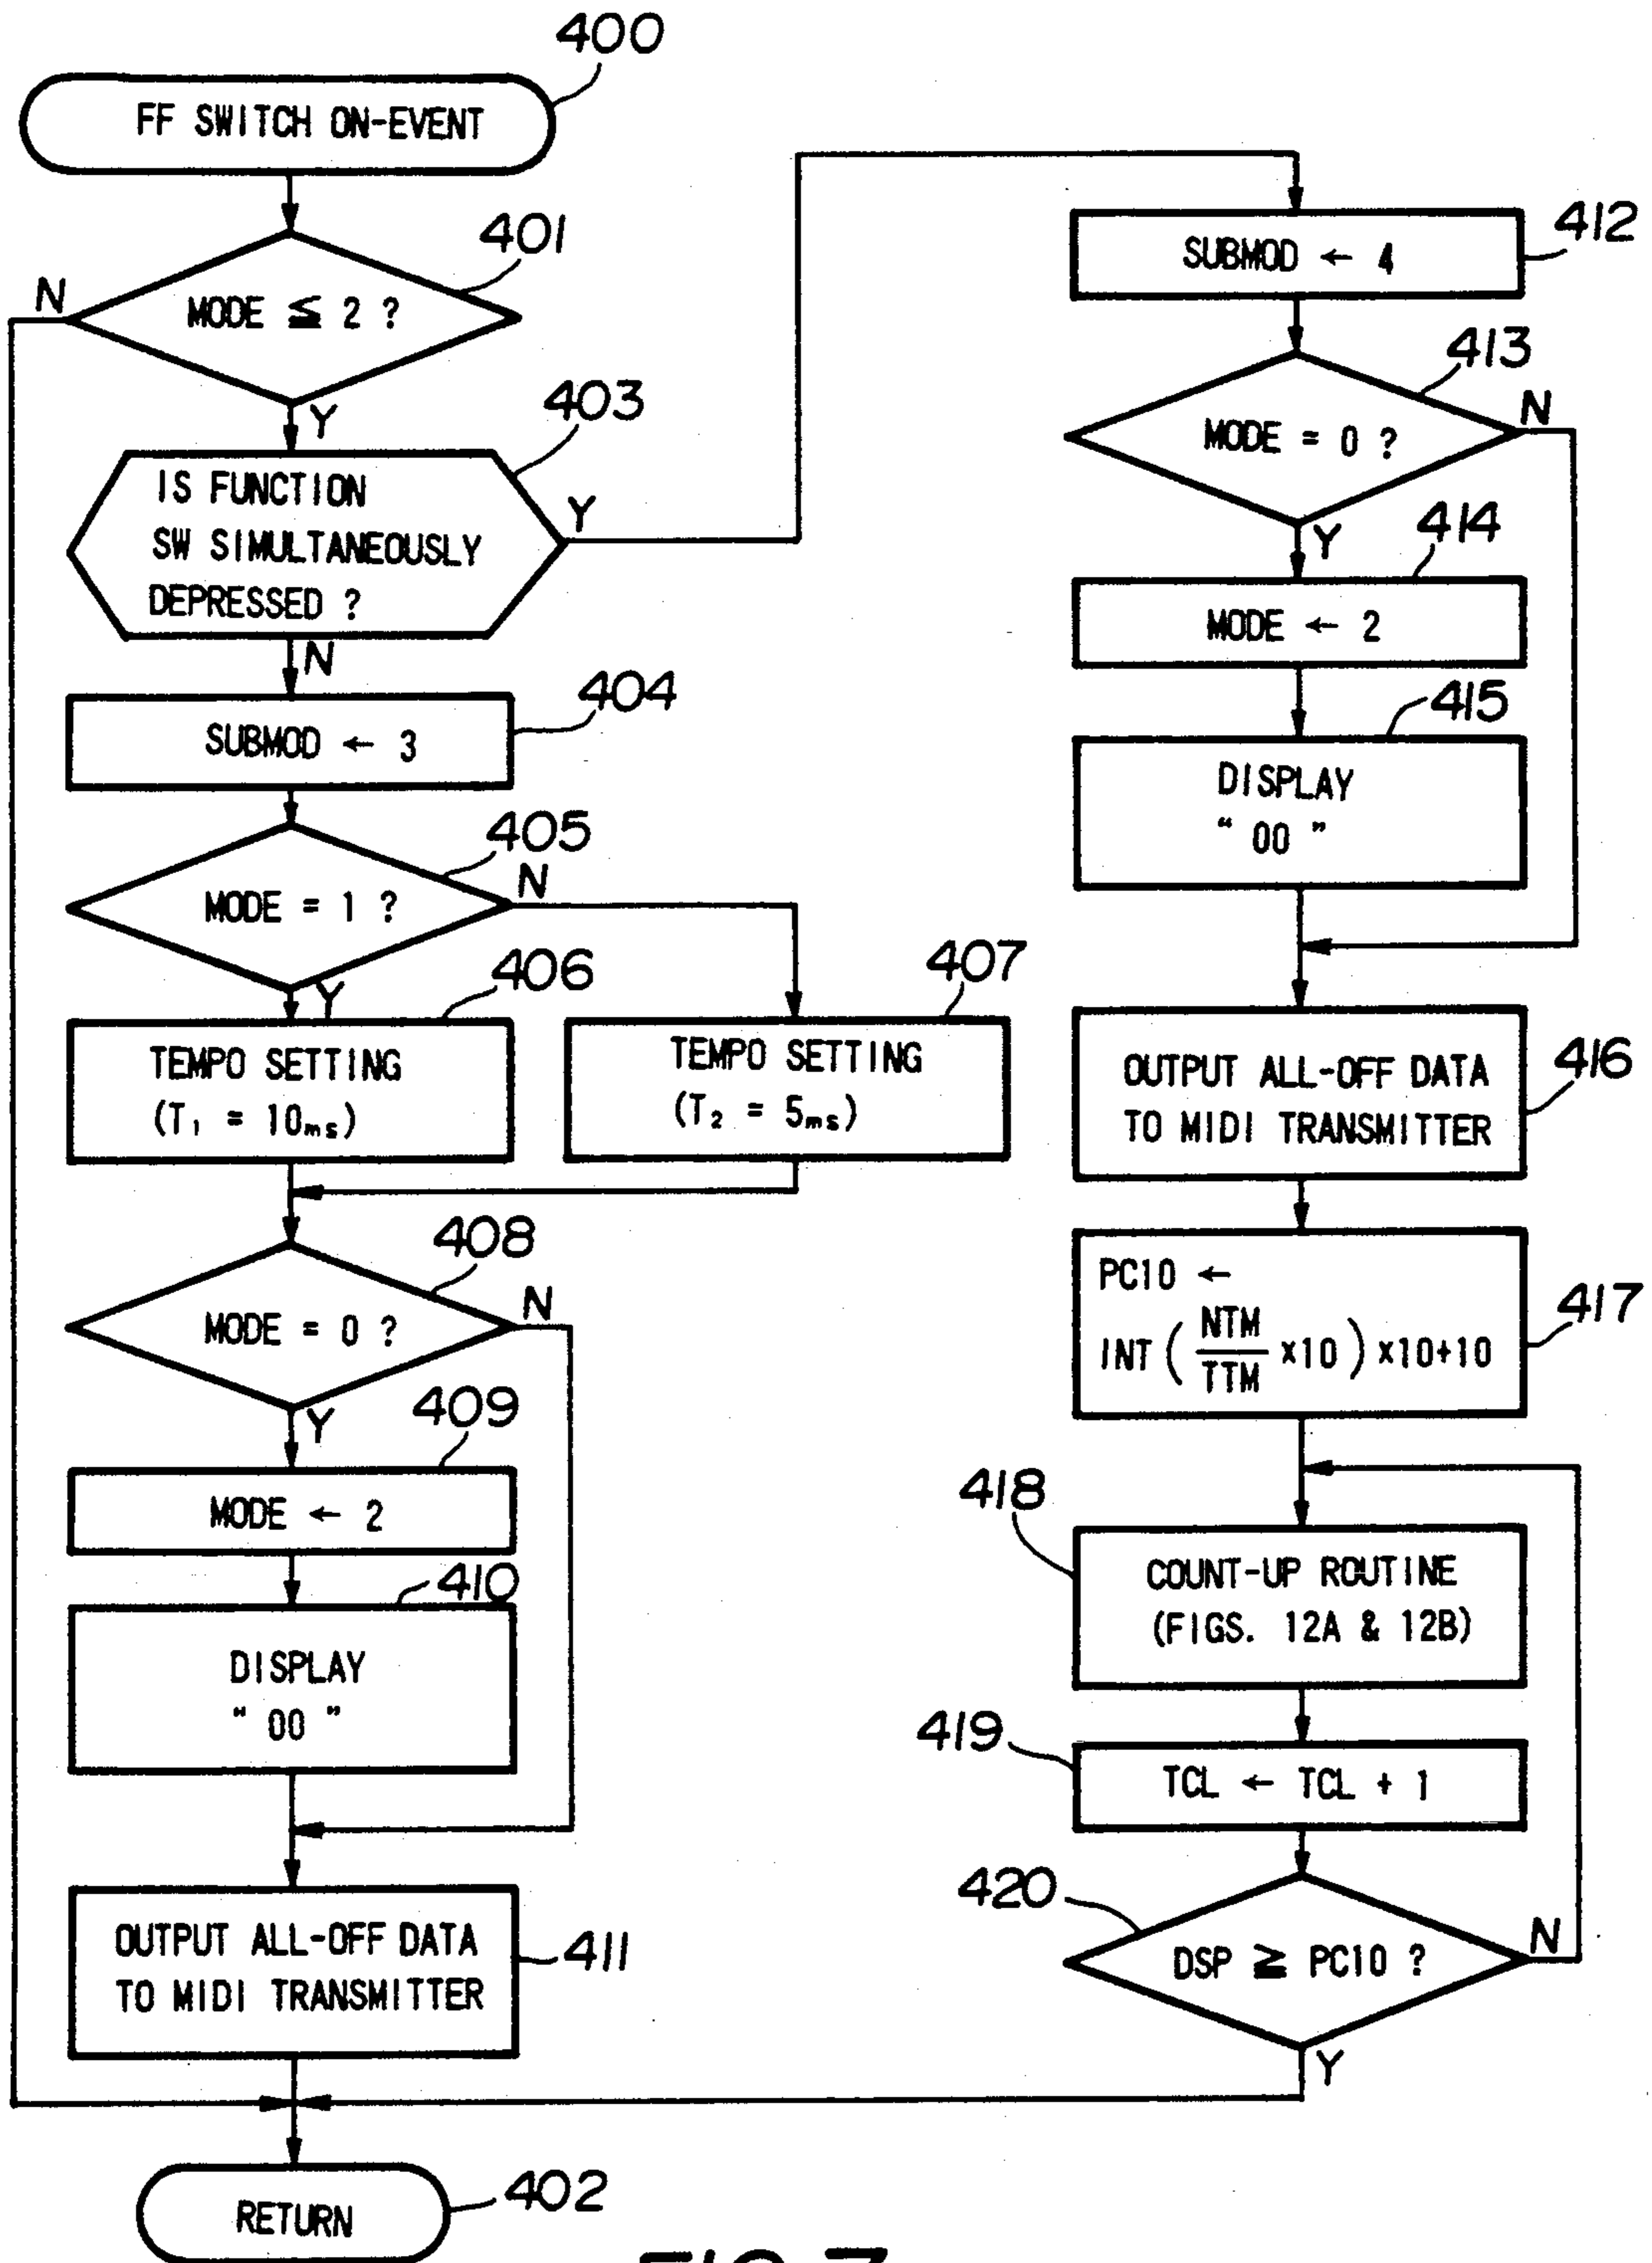 400
FF SWITCH ON-EVENT
401
N
MODE ≦ 2 ?
Y
403
IS FUNCTION
SW SIMULTANEOUSLY
DEPRESSED ?
Y
N
404
SUBMOD ← 3
405
MODE = 1 ?
N
Y
406
TEMPO SETTING
(T₁ = 10ms)
407
TEMPO SETTING
(T₂ = 5ms)
408
MODE = 0 ?
N
Y
409
MODE ← 2
410
DISPLAY
“ 00 ”
411
OUTPUT ALL-OFF DATA
TO MIDI TRANSMITTER
402
RETURN
412
SUBMOD ← 4
413
MODE = 0 ?
N
Y
414
MODE ← 2
415
DISPLAY
“ 00 ”
416
OUTPUT ALL-OFF DATA
TO MIDI TRANSMITTER
417
PC10 ←
INT ( NTM/TTM ×10 ) ×10+10
418
COUNT-UP ROUTINE
(FIGS. 12A & 12B)
419
TCL ← TCL + 1
420
DSP ≧ PC10 ?
N
Y